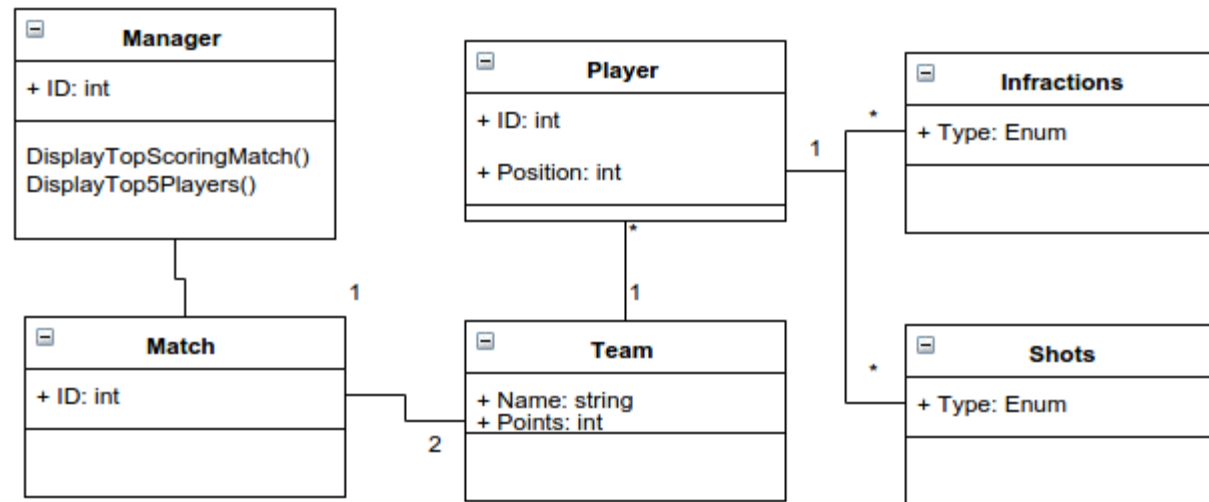 Manager
+ ID: int
DisplayTopScoringMatch()
DisplayTop5Players()
Player
+ ID: int
+ Position: int
1
*
Infractions
+ Type: Enum
*
1
1
Match
+ ID: int
2
Team
+ Name: string
+ Points: int
*
Shots
+ Type: Enum